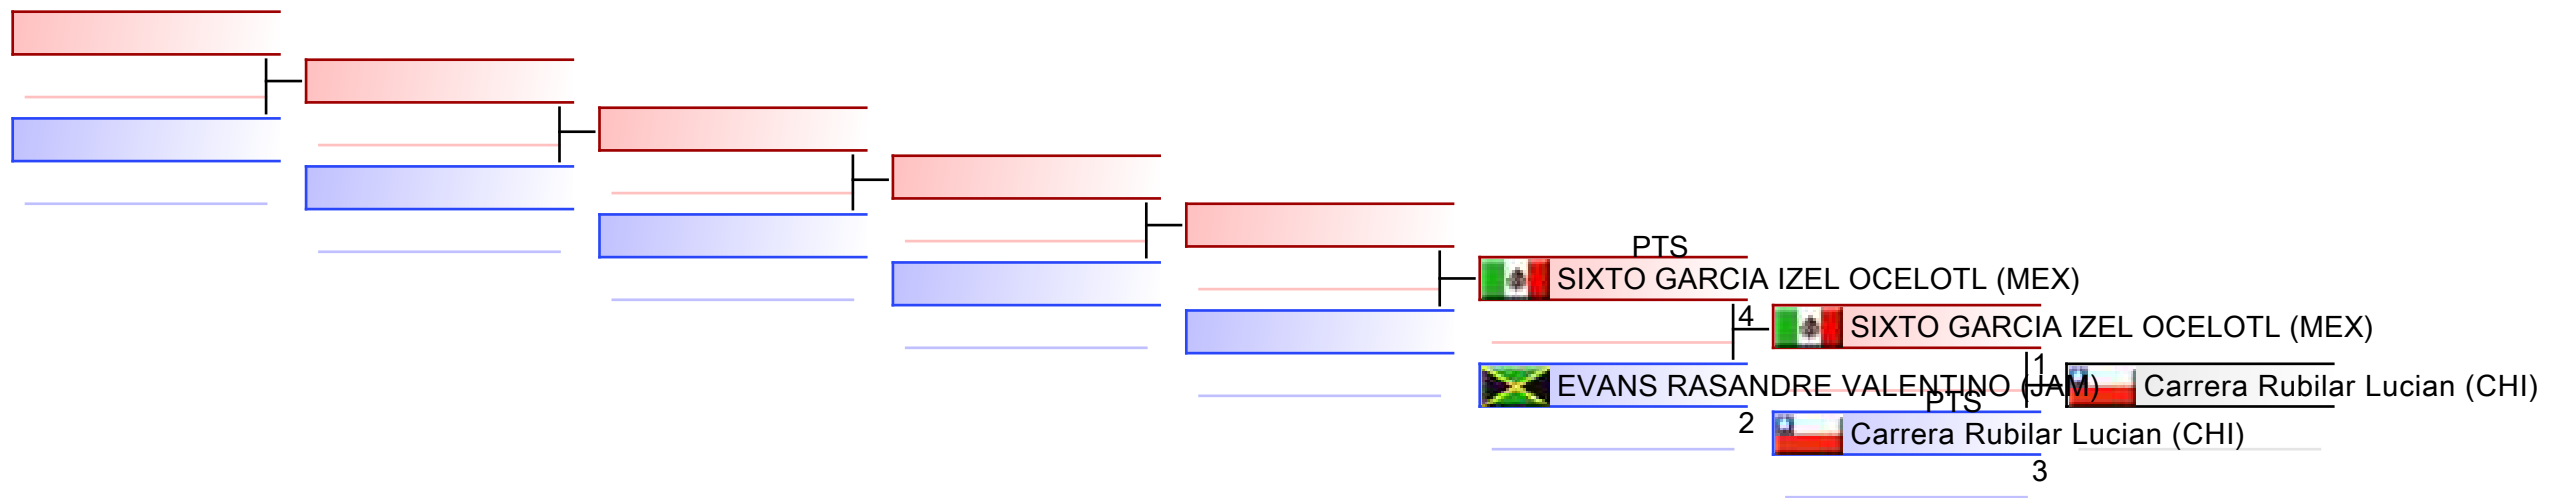 PTS
SIXTO GARCIA IZEL OCELOTL (MEX)
4
SIXTO GARCIA IZEL OCELOTL (MEX)
1
EVANS RASANDRE VALENTINO (JAM)
Carrera Rubilar Lucian (CHI)
PTS
2
Carrera Rubilar Lucian (CHI)
3